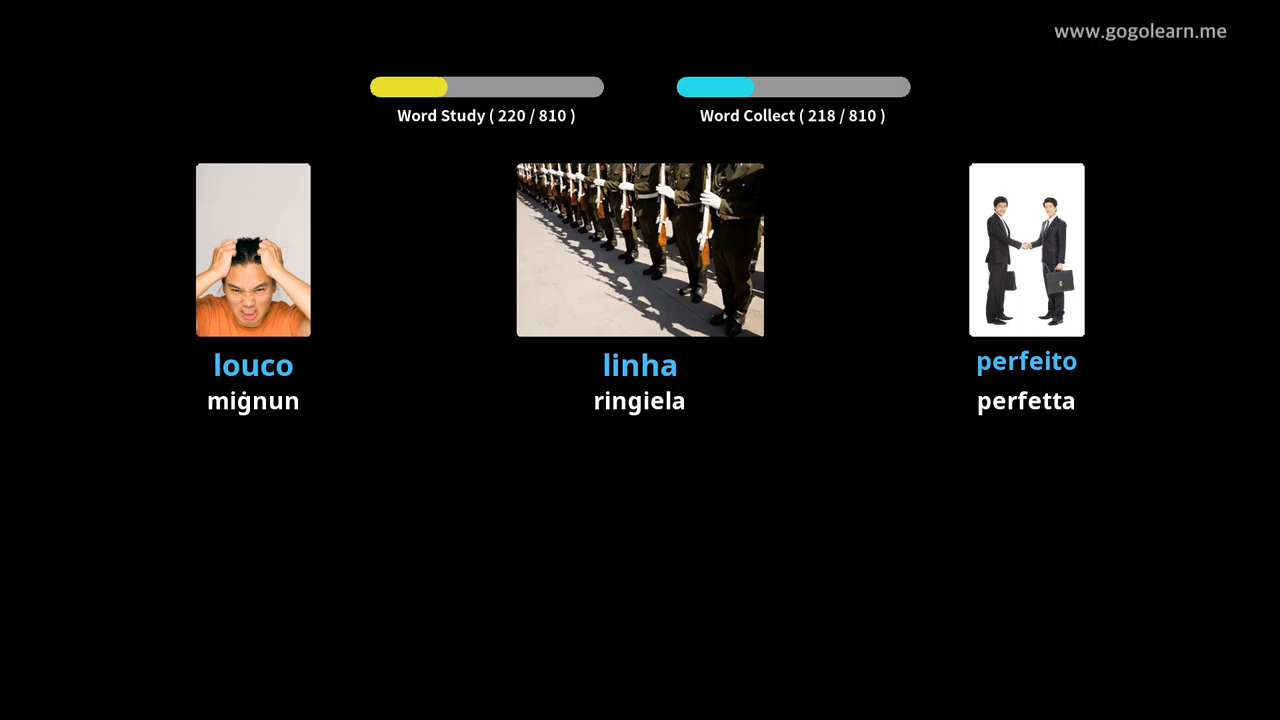 www.gogolearn.me
Word Study ( 220 / 810 )
Word Collect ( 218 / 810 )
louco
linha
perfeito
miġnun
ringiela
perfetta